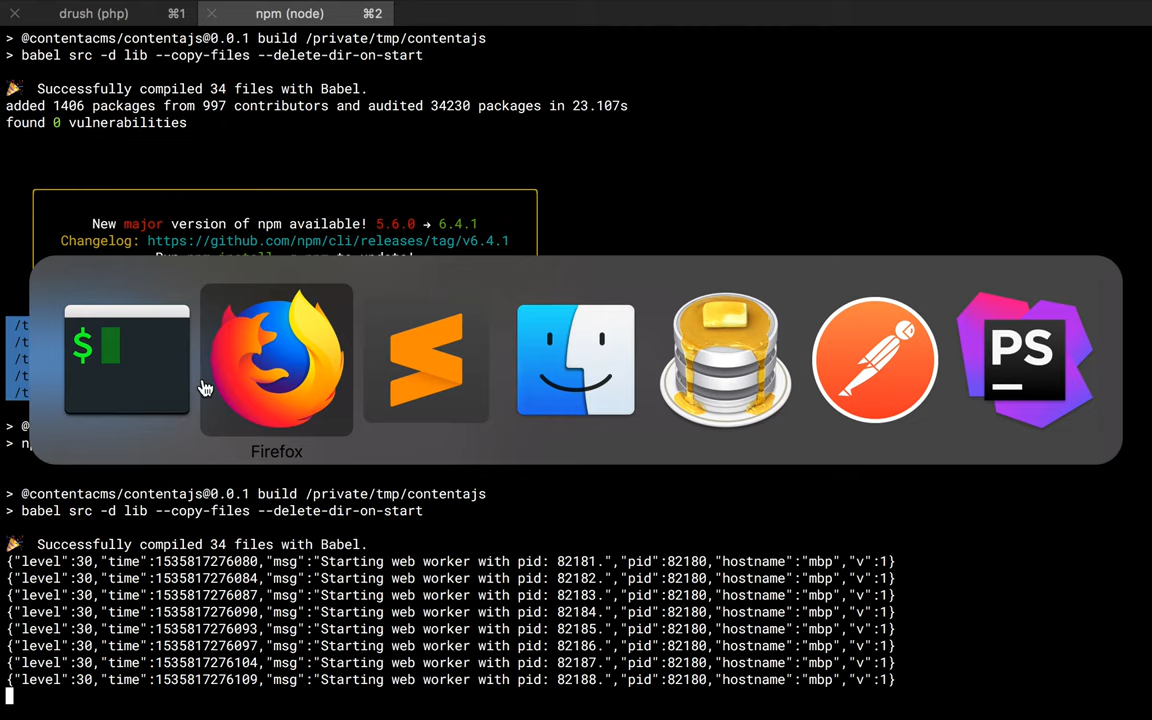 drush (php) ⌘1 npm (node) ⌘2
> @contentacms/contentajs@0.0.1 build /private/tmp/contentajs
> babel src -d lib --copy-files --delete-dir-on-start
🎉 Successfully compiled 34 files with Babel.
added 1406 packages from 997 contributors and audited 34230 packages in 23.107s
found 0 vulnerabilities
New major version of npm available! 5.6.0 → 6.4.1
Changelog: https://github.com/npm/cli/releases/tag/v6.4.1
$
PS
Firefox
> @contentacms/contentajs@0.0.1 build /private/tmp/contentajs
> babel src -d lib --copy-files --delete-dir-on-start
🎉 Successfully compiled 34 files with Babel.
{"level":30,"time":1535817276080,"msg":"Starting web worker with pid: 82181.","pid":82180,"hostname":"mbp","v":1}
{"level":30,"time":1535817276084,"msg":"Starting web worker with pid: 82182.","pid":82180,"hostname":"mbp","v":1}
{"level":30,"time":1535817276087,"msg":"Starting web worker with pid: 82183.","pid":82180,"hostname":"mbp","v":1}
{"level":30,"time":1535817276090,"msg":"Starting web worker with pid: 82184.","pid":82180,"hostname":"mbp","v":1}
{"level":30,"time":1535817276093,"msg":"Starting web worker with pid: 82185.","pid":82180,"hostname":"mbp","v":1}
{"level":30,"time":1535817276097,"msg":"Starting web worker with pid: 82186.","pid":82180,"hostname":"mbp","v":1}
{"level":30,"time":1535817276104,"msg":"Starting web worker with pid: 82187.","pid":82180,"hostname":"mbp","v":1}
{"level":30,"time":1535817276109,"msg":"Starting web worker with pid: 82188.","pid":82180,"hostname":"mbp","v":1}